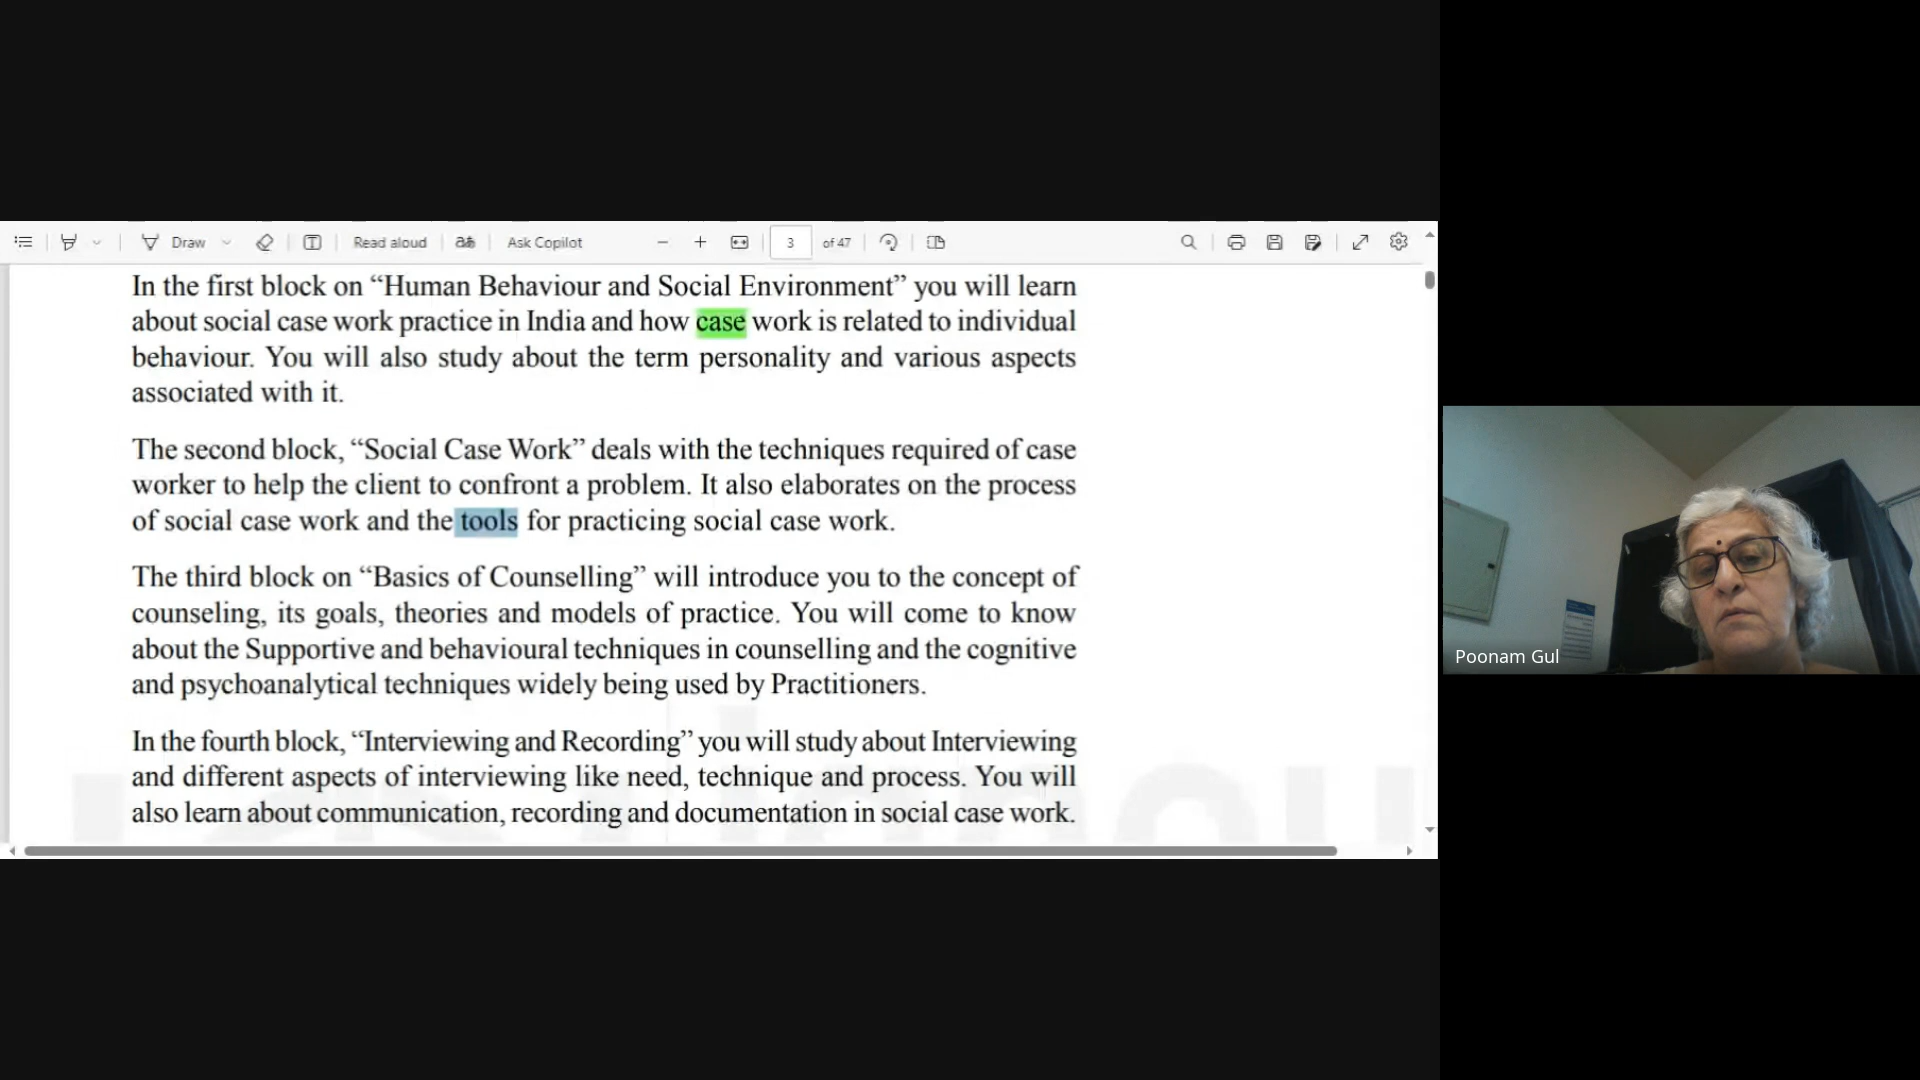 Draw
Read aloud
Ask Copilot
3 of 47
In the first block on “Human Behaviour and Social Environment” you will learn
about social case work practice in India and how case work is related to individual
behaviour. You will also study about the term personality and various aspects
associated with it.
The second block, “Social Case Work” deals with the techniques required of case
worker to help the client to confront a problem. It also elaborates on the process
of social case work and the tools for practicing social case work.
The third block on “Basics of Counselling” will introduce you to the concept of
counseling, its goals, theories and models of practice. You will come to know
about the Supportive and behavioural techniques in counselling and the cognitive
and psychoanalytical techniques widely being used by Practitioners.
In the fourth block, “Interviewing and Recording” you will study about Interviewing
and different aspects of interviewing like need, technique and process. You will
also learn about communication, recording and documentation in social case work.
Poonam Gul